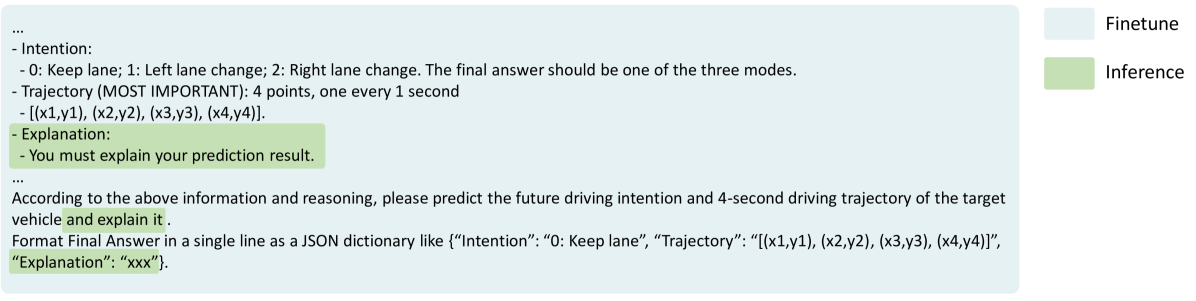 ...
- Intention:
- 0: Keep lane; 1: Left lane change; 2: Right lane change. The final answer should be one of the three modes.
- Trajectory (MOST IMPORTANT): 4 points, one every 1 second
- [(x1,y1), (x2,y2), (x3,y3), (x4,y4)].
- Explanation:
- You must explain your prediction result.
...
According to the above information and reasoning, please predict the future driving intention and 4-second driving trajectory of the target
vehicle and explain it .
Format Final Answer in a single line as a JSON dictionary like {“Intention”: “0: Keep lane”, “Trajectory”: “[(x1,y1), (x2,y2), (x3,y3), (x4,y4)]”,
“Explanation”: “xxx”}.
Finetune
Inference